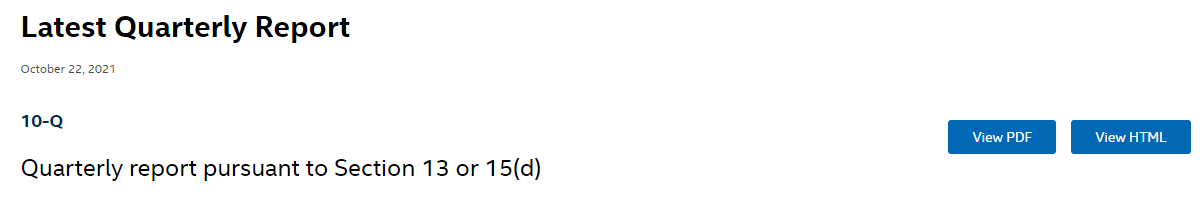 Latest Quarterly Report
October 22, 2021
10-Q
View PDF
View HTML
Quarterly report pursuant to Section 13 or 15(d)